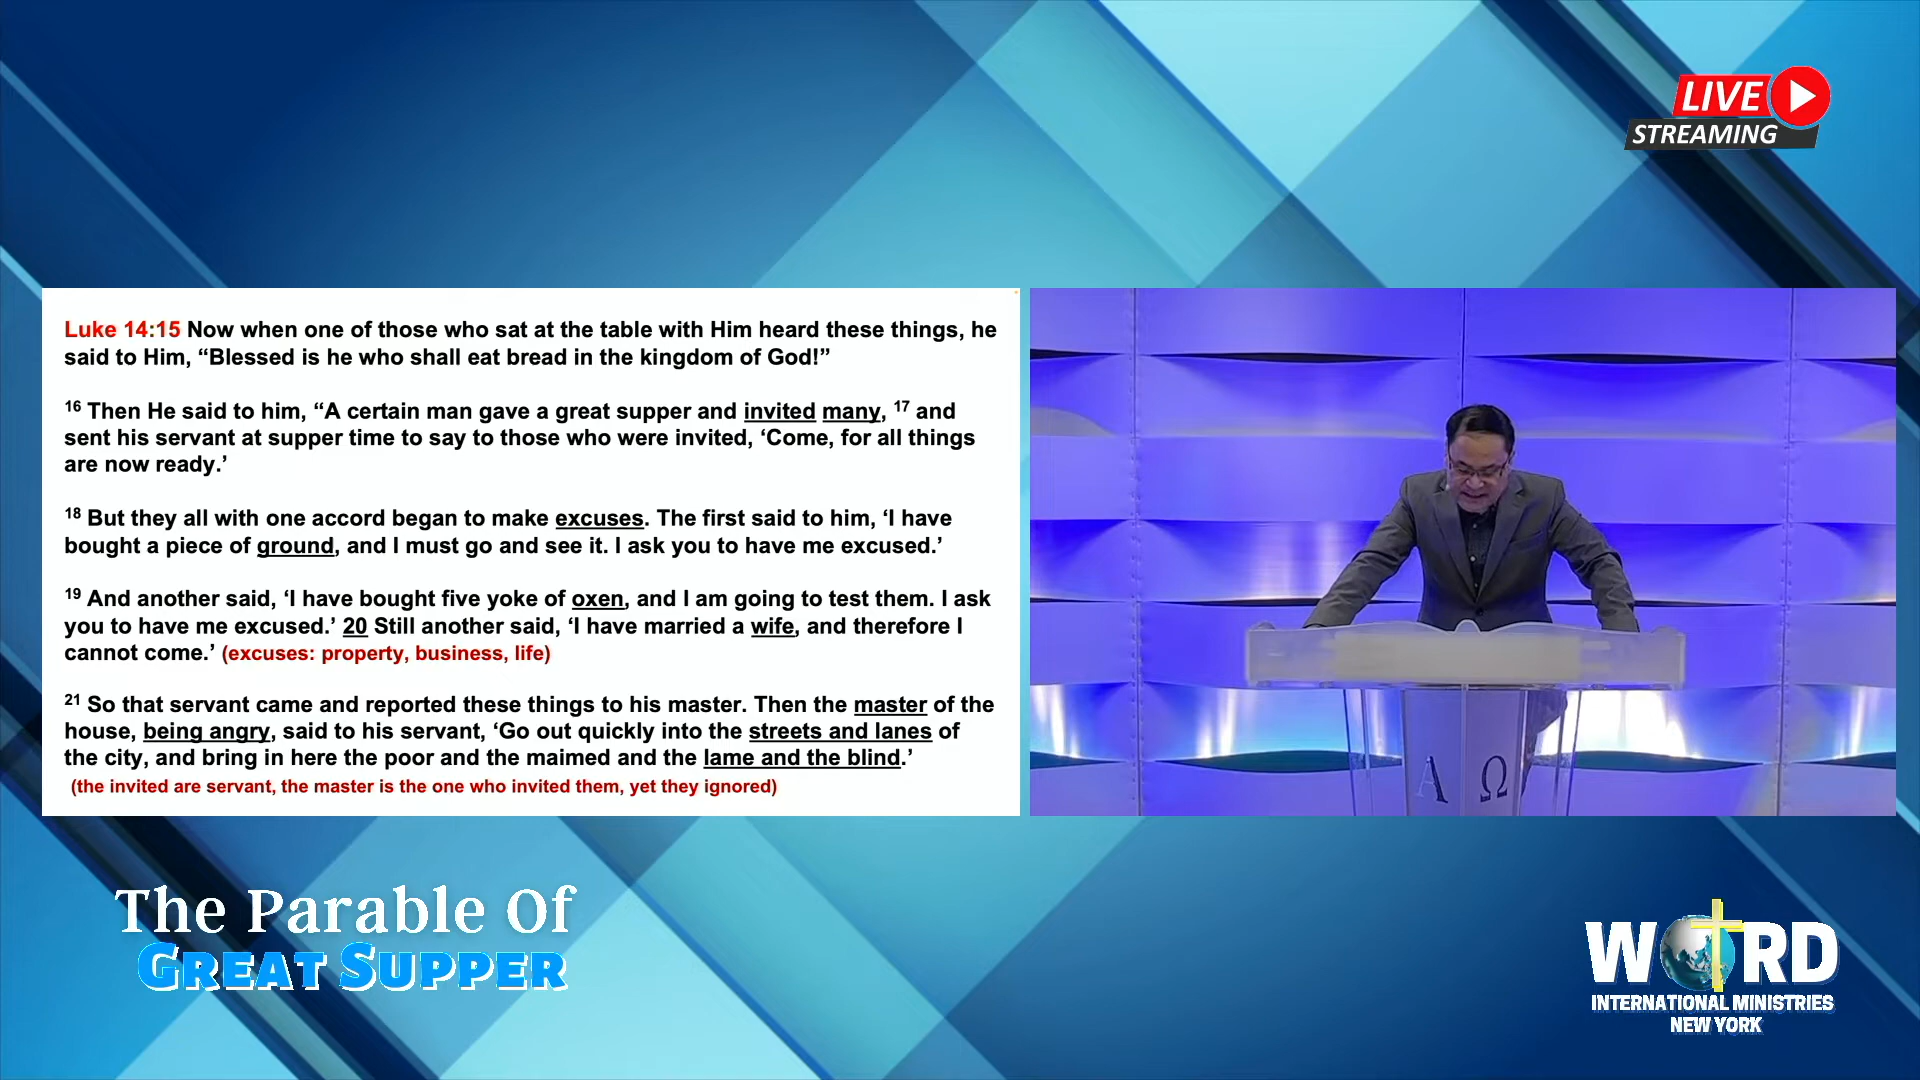 LIVE
STREAMING
Luke 14:15 Now when one of those who sat at the table with Him heard these things, he
said to Him, “Blessed is he who shall eat bread in the kingdom of God!”
16 Then He said to him, “A certain man gave a great supper and invited many, 17 and
sent his servant at supper time to say to those who were invited, ‘Come, for all things
are now ready.’
18 But they all with one accord began to make excuses. The first said to him, ‘I have
bought a piece of ground, and I must go and see it. I ask you to have me excused.’
19 And another said, ‘I have bought five yoke of oxen, and I am going to test them. I ask
you to have me excused.’ 20 Still another said, ‘I have married a wife, and therefore I
cannot come.’ (excuses: property, business, life)
21 So that servant came and reported these things to his master. Then the master of the
house, being angry, said to his servant, ‘Go out quickly into the streets and lanes of
the city, and bring in here the poor and the maimed and the lame and the blind.’
(the invited are servant, the master is the one who invited them, yet they ignored)
Α Ω
The Parable Of
GREAT SUPPER
WORD
INTERNATIONAL MINISTRIES
NEW YORK